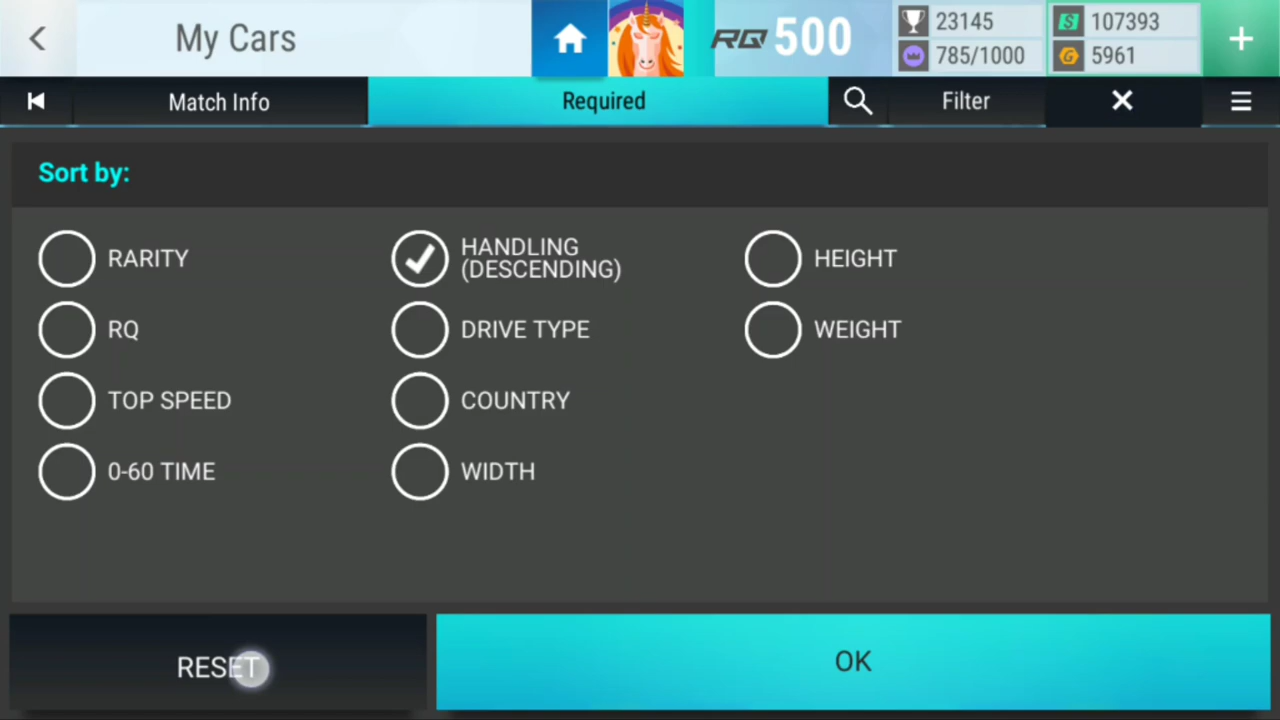 My Cars
RQ 500
23145
785/1000
107393
5961
Match Info
Required
Filter
Sort by:
RARITY
RQ
TOP SPEED
0-60 TIME
HANDLING
(DESCENDING)
DRIVE TYPE
COUNTRY
WIDTH
HEIGHT
WEIGHT
RESET
OK